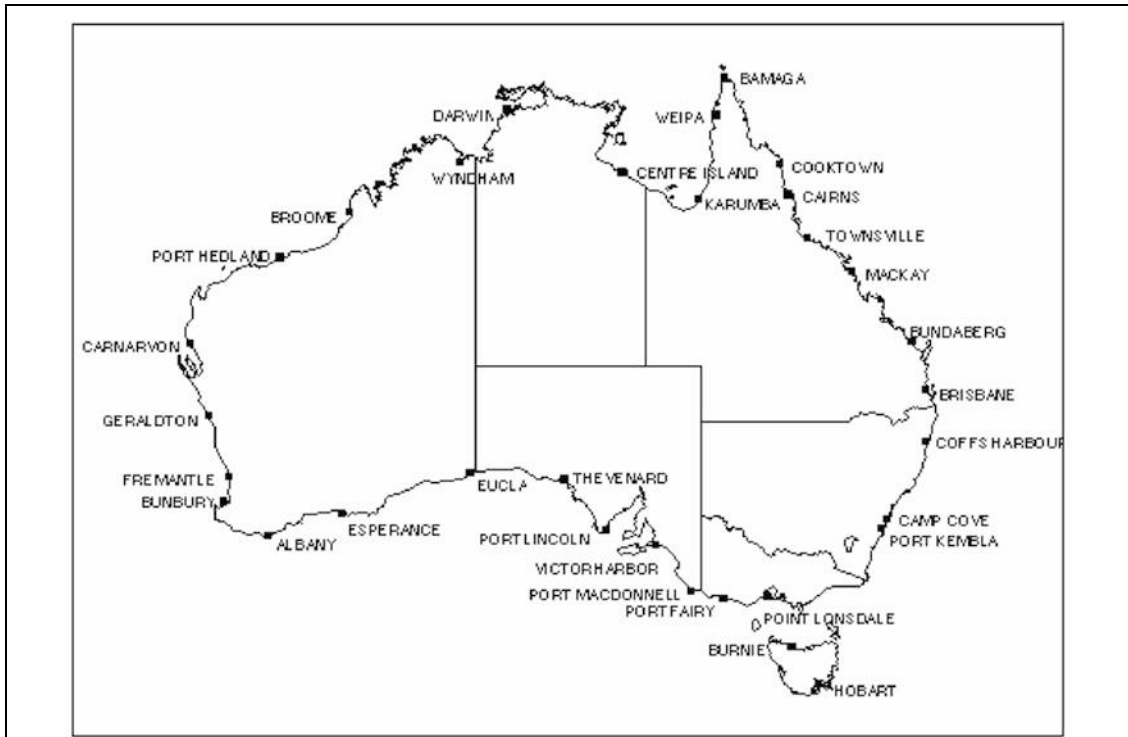 BAMAGA
DARWIN
WEIPA
COOKTOWN
WYNDHAM
CENTRE ISLAND
CAIRNS
KARUMBA
BROOME
TOWNSVILLE
PORT HEDLAND
MACKAY
BUNDABERG
CARNARVON
BRISBANE
GERALDTON
COFFS HARBOUR
FREMANTLE
EUCLA
THEVENARD
BUNBURY
ESPERANCE
CAMP COVE
ALBANY
PORT LINCOLN
PORT KEMBLA
VICTOR HARBOR
PORT MACDONNELL
PORT FAIRY
POINT LONSDALE
BURNIE
HOBART